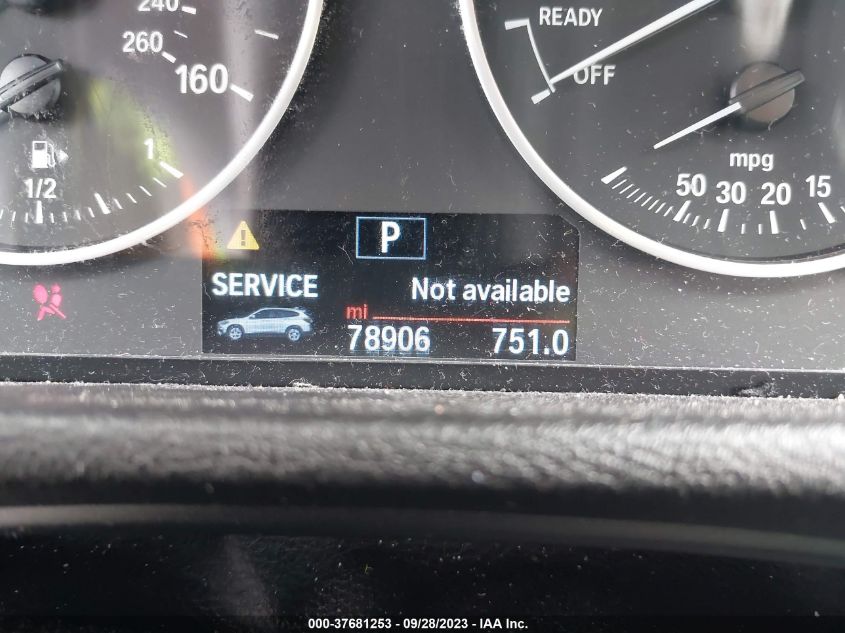 240
260
160
1
1/2
READY
OFF
mpg
50 30 20 15
P
SERVICE
Not available
mi
78906 751.0
000-37681253 - 09/28/2023 - IAA Inc.